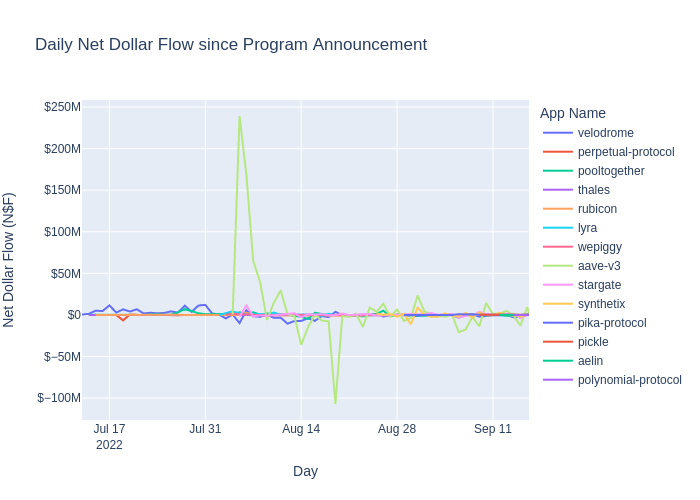 Daily Net Dollar Flow since Program Announcement
Net Dollar Flow (N$F)
$250M
$200M
$150M
$100M
$50M
$0
$−50M
$−100M
Jul 17
2022
Jul 31
Aug 14
Aug 28
Sep 11
Day
App Name
velodrome
perpetual-protocol
pooltogether
thales
rubicon
lyra
wepiggy
aave-v3
stargate
synthetix
pika-protocol
pickle
aelin
polynomial-protocol